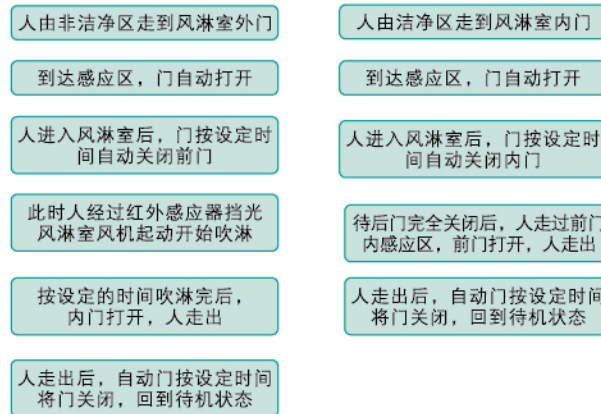 人由非洁净区走到风淋室外门
到达感应区，门自动打开
人进入风淋室后，门按设定时
间自动关闭前门
此时人经过红外感应器挡光
风淋室风机起动开始吹淋
按设定的时间吹淋完后，
内门打开，人走出
人走出后，自动门按设定时间
将门关闭，回到待机状态
人由洁净区走到风淋室内门
到达感应区，门自动打开
人进入风淋室后，门按设定时
间自动关闭内门
待后门完全关闭后，人走过前门
内感应区，前门打开，人走出
人走出后，自动门按设定时间
将门关闭，回到待机状态